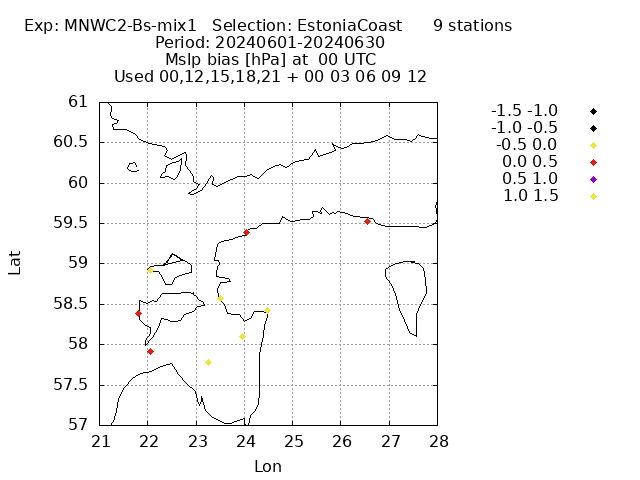 Exp: MNWC2-Bs-mix1   Selection: EstoniaCoast      9 stations
Period: 20240601-20240630
Mslp bias [hPa] at  00 UTC
Used 00,12,15,18,21 + 00 03 06 09 12
-1.5 -1.0
-1.0 -0.5
-0.5 0.0
0.0 0.5
0.5 1.0
1.0 1.5
61
60.5
60
59.5
59
58.5
58
57.5
57
Lat
21 22 23 24 25 26 27 28
Lon